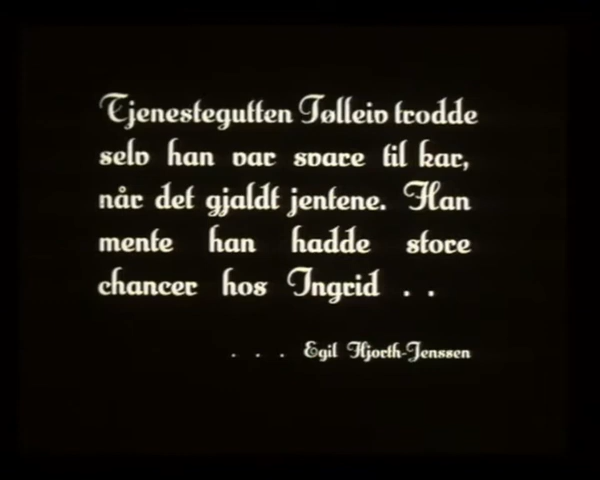 Tjenestegutten Tølleiv trodde
selv han var svare til kar,
når det gjaldt jentene. Han
mente han hadde store
chancer hos Ingrid . .
. . . Egil Hjorth-Jenssen